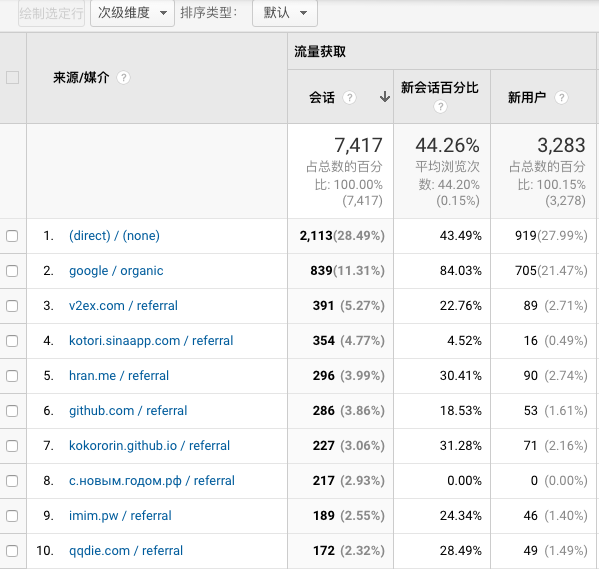 绘制选定行 次级维度 排序类型： 默认
流量获取
来源/媒介 ? 会话 ? 新会话百分比 ? 新用户 ?
7,417 44.26% 3,283
占总数的百分 平均浏览次 占总数的百分
比: 100.00% 数: 44.20% 比: 100.15%
(7,417) (0.15%) (3,278)
1. (direct) / (none) 2,113(28.49%) 43.49% 919(27.99%)
2. google / organic 839(11.31%) 84.03% 705(21.47%)
3. v2ex.com / referral 391 (5.27%) 22.76% 89 (2.71%)
4. kotori.sinaapp.com / referral 354 (4.77%) 4.52% 16 (0.49%)
5. hran.me / referral 296 (3.99%) 30.41% 90 (2.74%)
6. github.com / referral 286 (3.86%) 18.53% 53 (1.61%)
7. kokororin.github.io / referral 227 (3.06%) 31.28% 71 (2.16%)
8. с.новым.годом.рф / referral 217 (2.93%) 0.00% 0 (0.00%)
9. imim.pw / referral 189 (2.55%) 24.34% 46 (1.40%)
10. qqdie.com / referral 172 (2.32%) 28.49% 49 (1.49%)